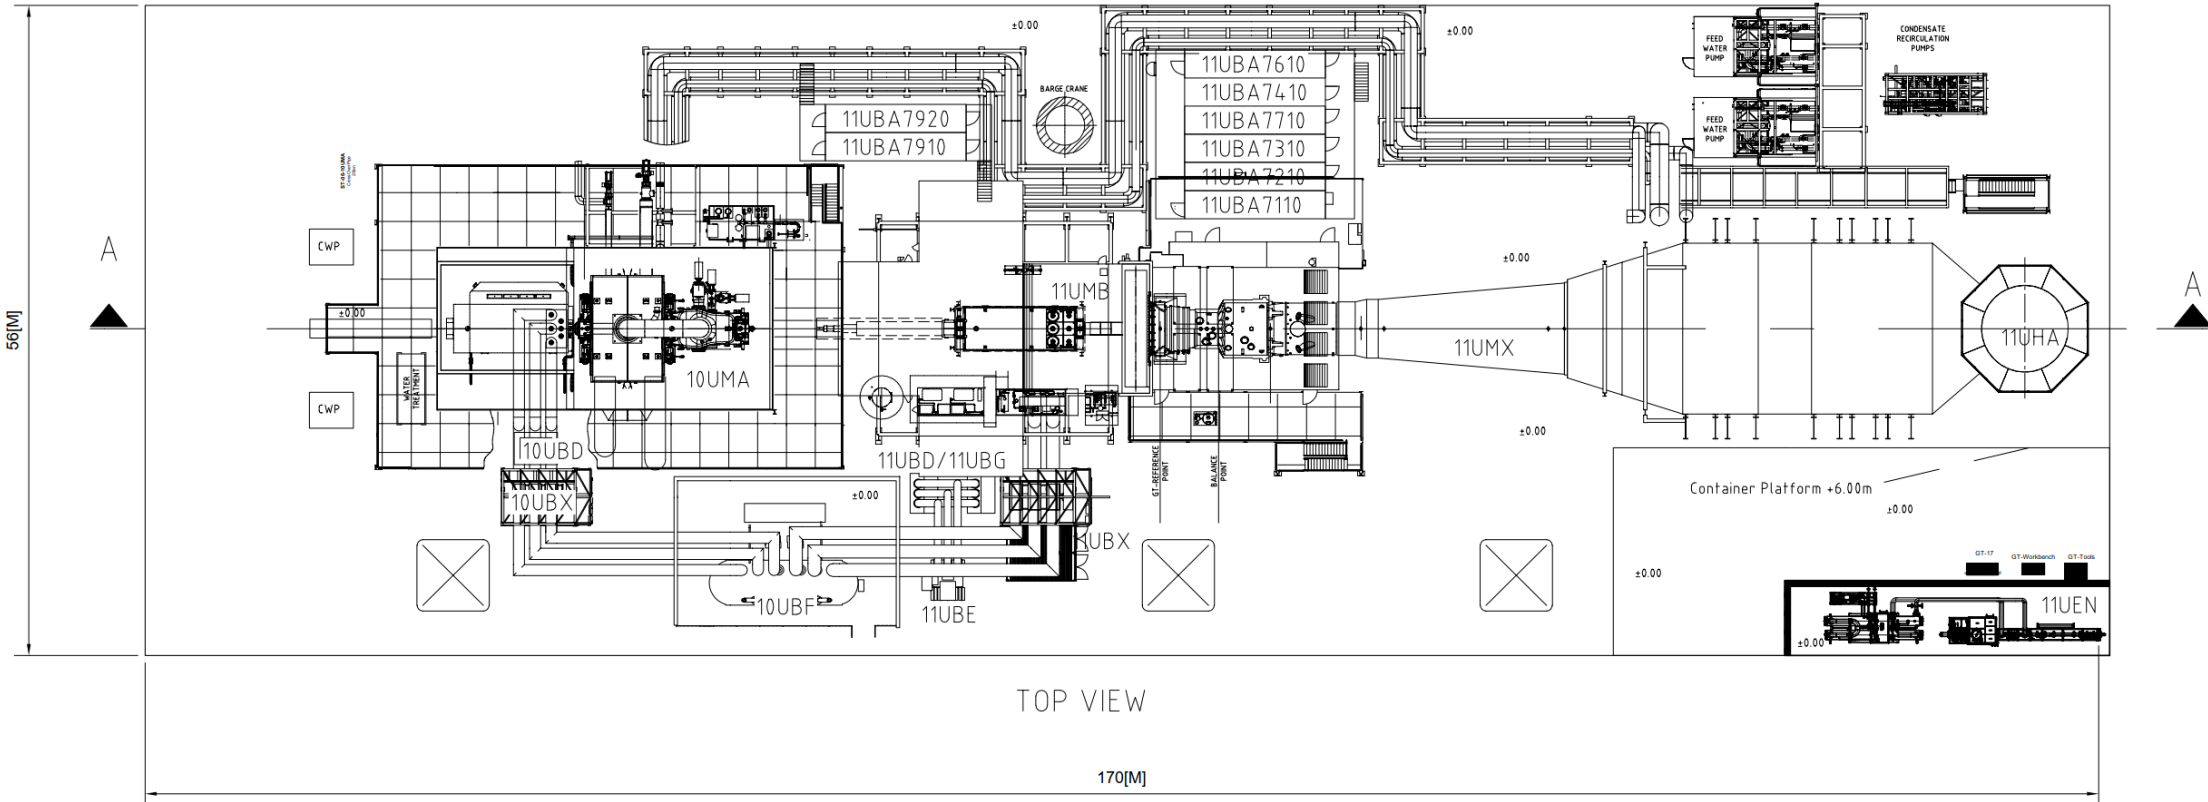 ±0.00
±0.00
FEED
WATER
PUMP
CONDENSATE
RECIRCULATION
PUMPS
11UBA7610
11UBA7410
11UBA7710
11UBA7310
11UBA7210
11UBA7110
BARGE CRANE
11UBA7920
11UBA7910
FEED
WATER
PUMP
CWP
A
±0.00
A
11UMB
±0.00
56[M]
11UMX
11UHA
10UMA
WATER
TREATMENT
CWP
±0.00
10UBD
11UBD/11UBG
GT-REFERENCE
POINT
BALANCE
POINT
Container Platform +6.00m
±0.00
±0.00
10UBX
UBX
GT-17
GT-Workbench
GT-Tools
±0.00
10UBF
11UBE
11UEN
±0.00
TOP VIEW
170[M]